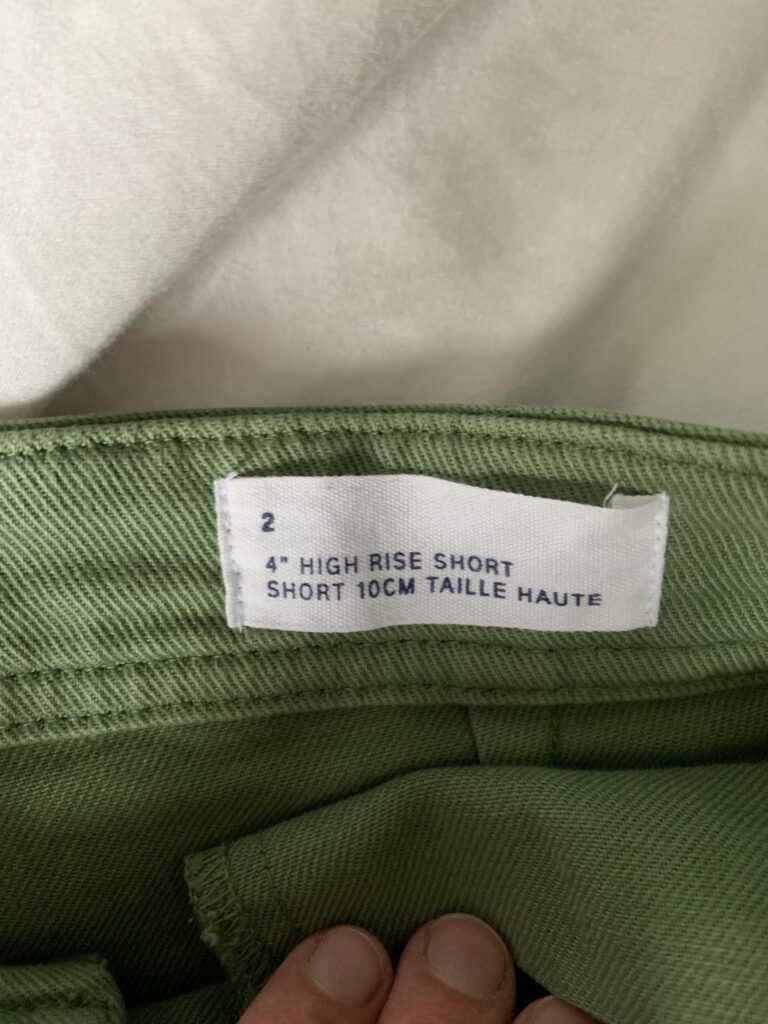 2
4" HIGH RISE SHORT
SHORT 10CM TAILLE HAUTE